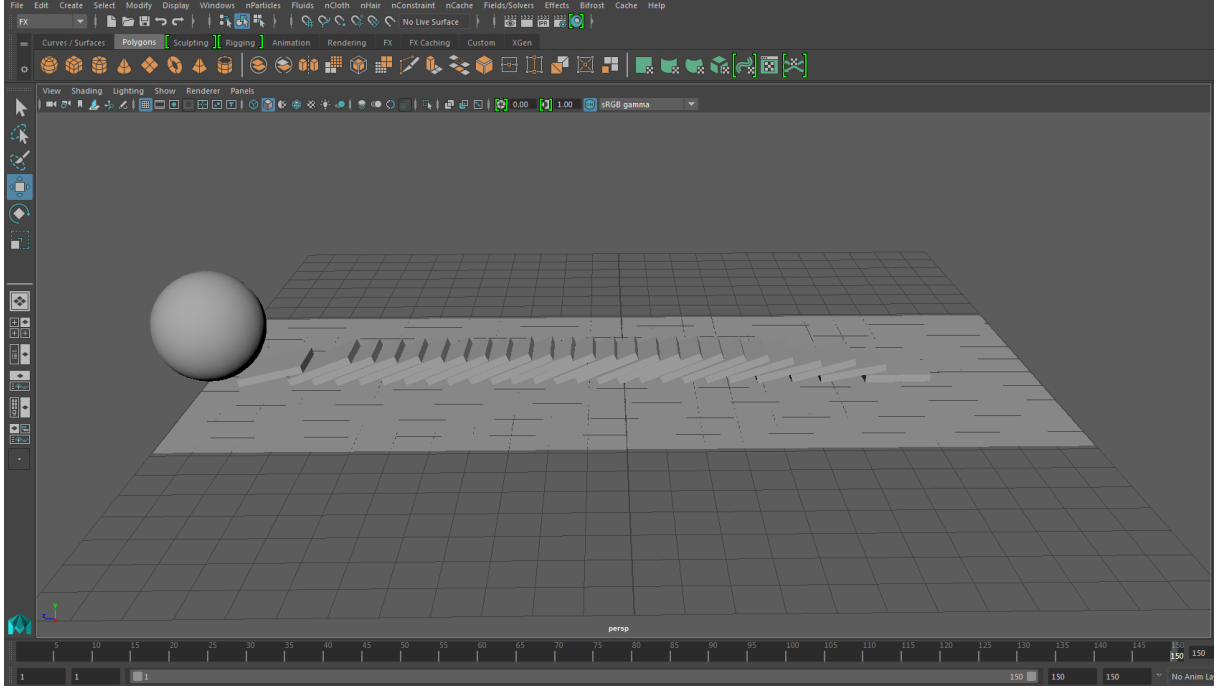 File Edit Create Select Modify Display Windows nParticles Fluids nCloth nHair nConstraint nCache Fields/Solvers Effects Bifrost Cache Help
FX No Live Surface
Curves / Surfaces Polygons Sculpting Rigging Animation Rendering FX FX Caching Custom XGen
View Shading Lighting Show Renderer Panels
0.00 1.00 sRGB gamma
persp
5 10 15 20 25 30 35 40 45 50 55 60 65 70 75 80 85 90 95 100 105 110 115 120 125 130 135 140 145 150 150
1 1 1 150 150 150 No Anim La